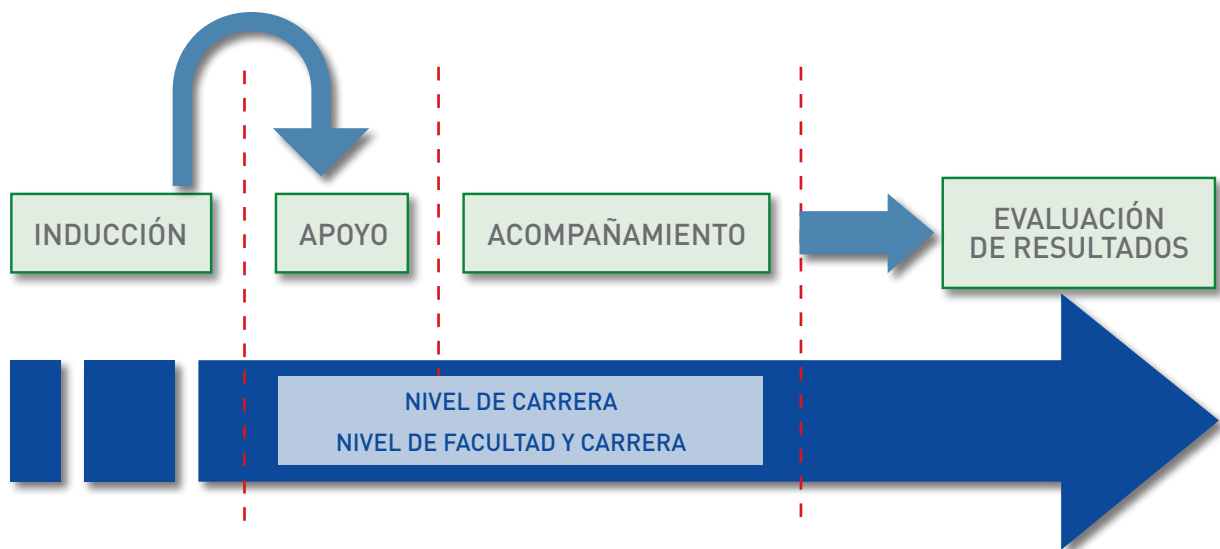 INDUCCIÓN
APOYO
ACOMPAÑAMIENTO
EVALUACIÓN
DE RESULTADOS
NIVEL DE CARRERA
NIVEL DE FACULTAD Y CARRERA